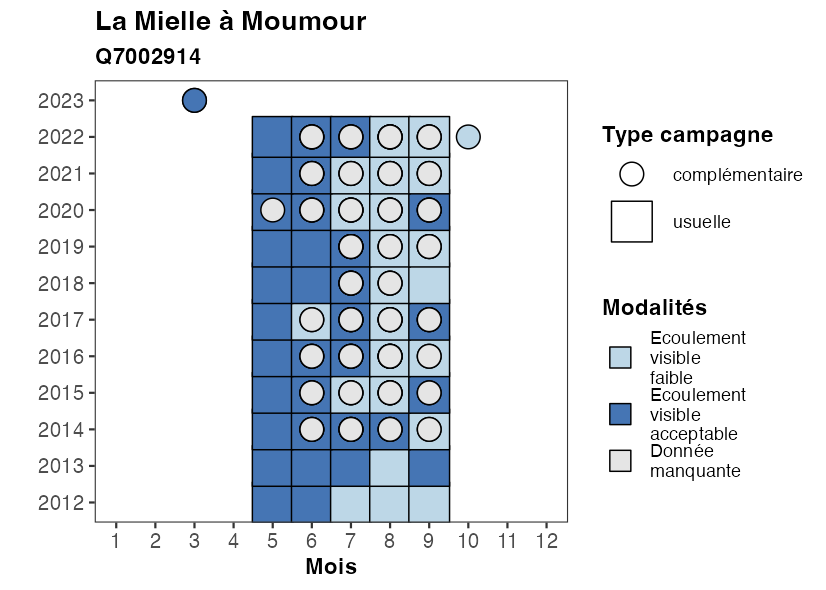 La Mielle à Moumour
Q7002914
2023
2022
2021
2020
2019
2018
2017
2016
2015
2014
2013
2012
1 2 3 4 5 6 7 8 9 10 11 12
Mois
Type campagne
complémentaire
usuelle
Modalités
Ecoulement
visible
faible
Ecoulement
visible
acceptable
Donnée
manquante